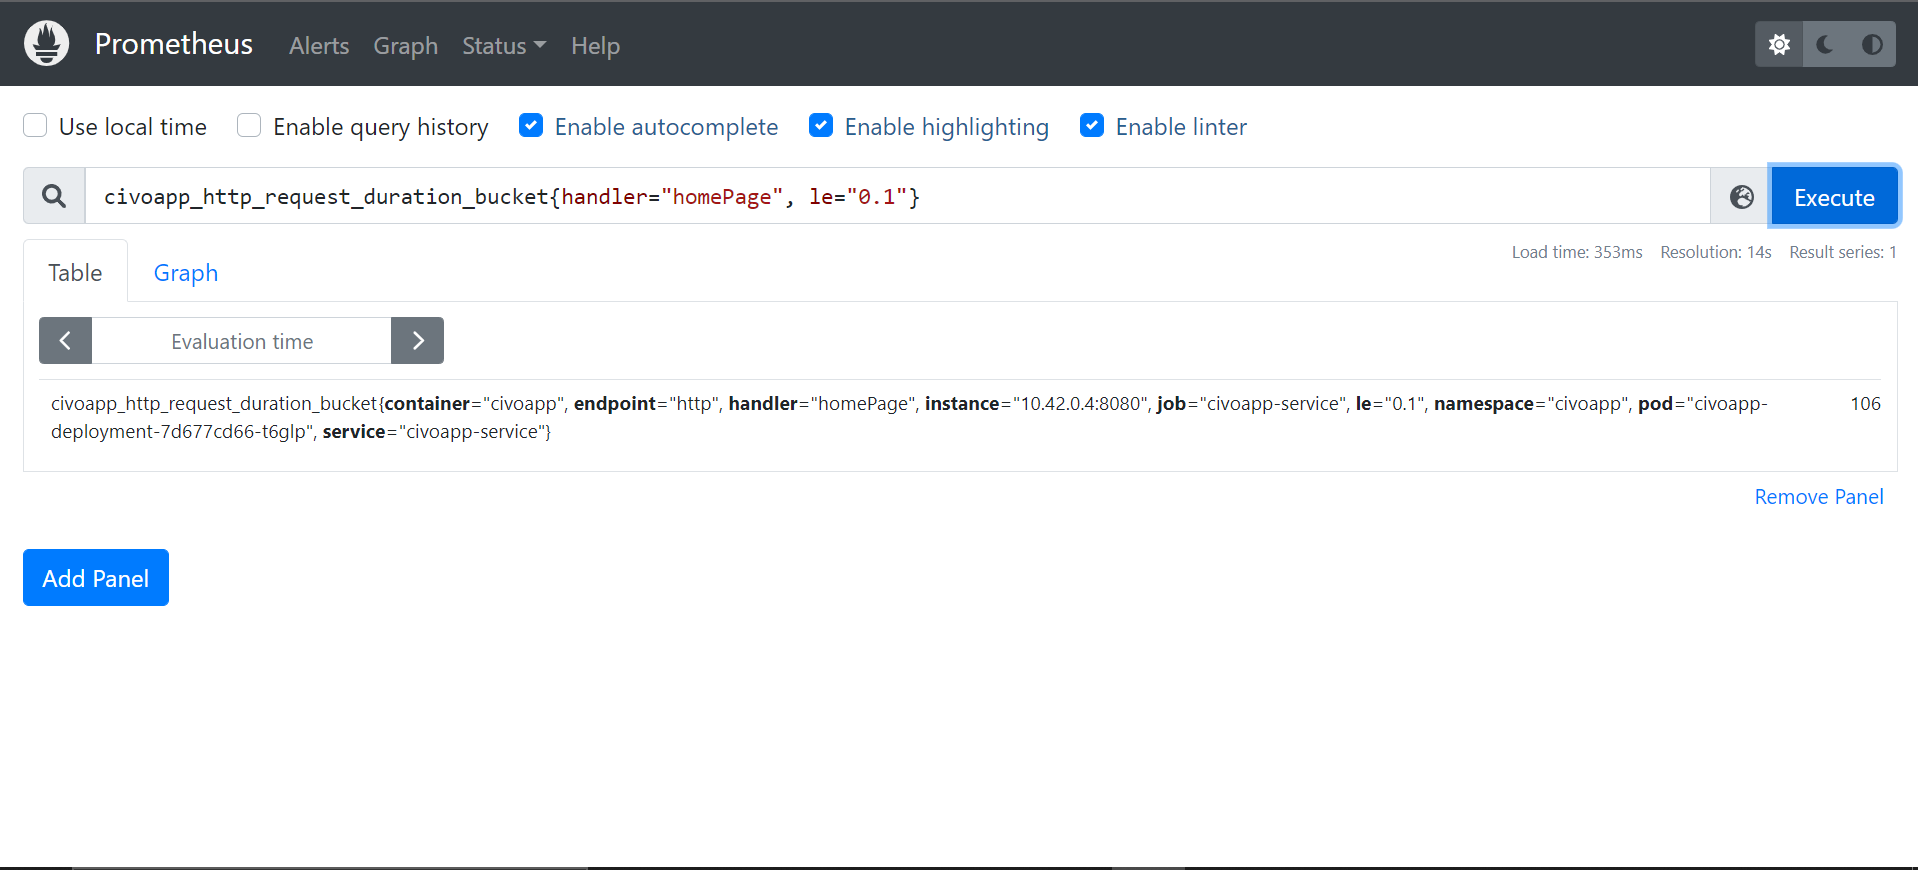 Prometheus Alerts Graph Status Help
Use local time Enable query history Enable autocomplete Enable highlighting Enable linter
civoapp_http_request_duration_bucket{handler="homePage", le="0.1"} Execute
Load time: 353ms Resolution: 14s Result series: 1
Table Graph
Evaluation time
civoapp_http_request_duration_bucket{container="civoapp", endpoint="http", handler="homePage", instance="10.42.0.4:8080", job="civoapp-service", le="0.1", namespace="civoapp", pod="civoapp- 106
deployment-7d677cd66-t6glp", service="civoapp-service"}
Remove Panel
Add Panel